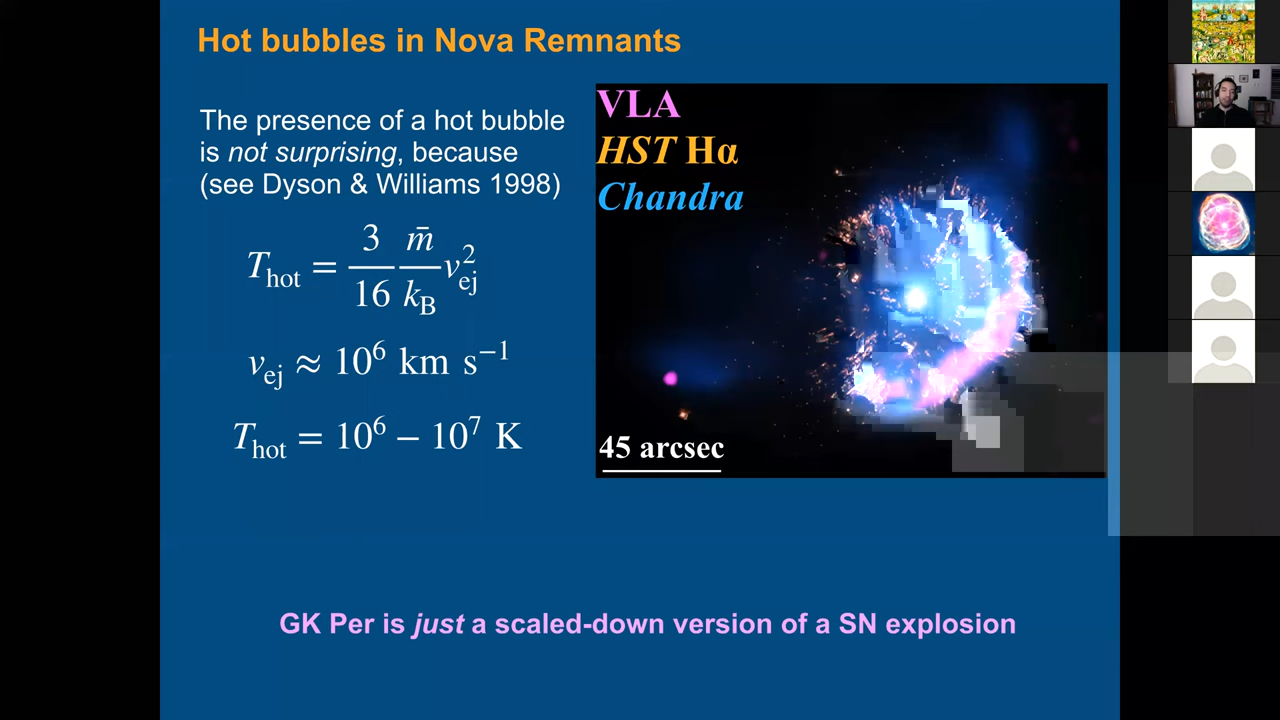 Hot bubbles in Nova Remnants
The presence of a hot bubble
is not surprising, because
(see Dyson & Williams 1998)
T_hot = 3/16 m̄/k_B v_ej^2
v_ej ≈ 10^6 km s^−1
T_hot = 10^6 − 10^7 K
VLA
HST Hα
Chandra
45 arcsec
GK Per is just a scaled-down version of a SN explosion